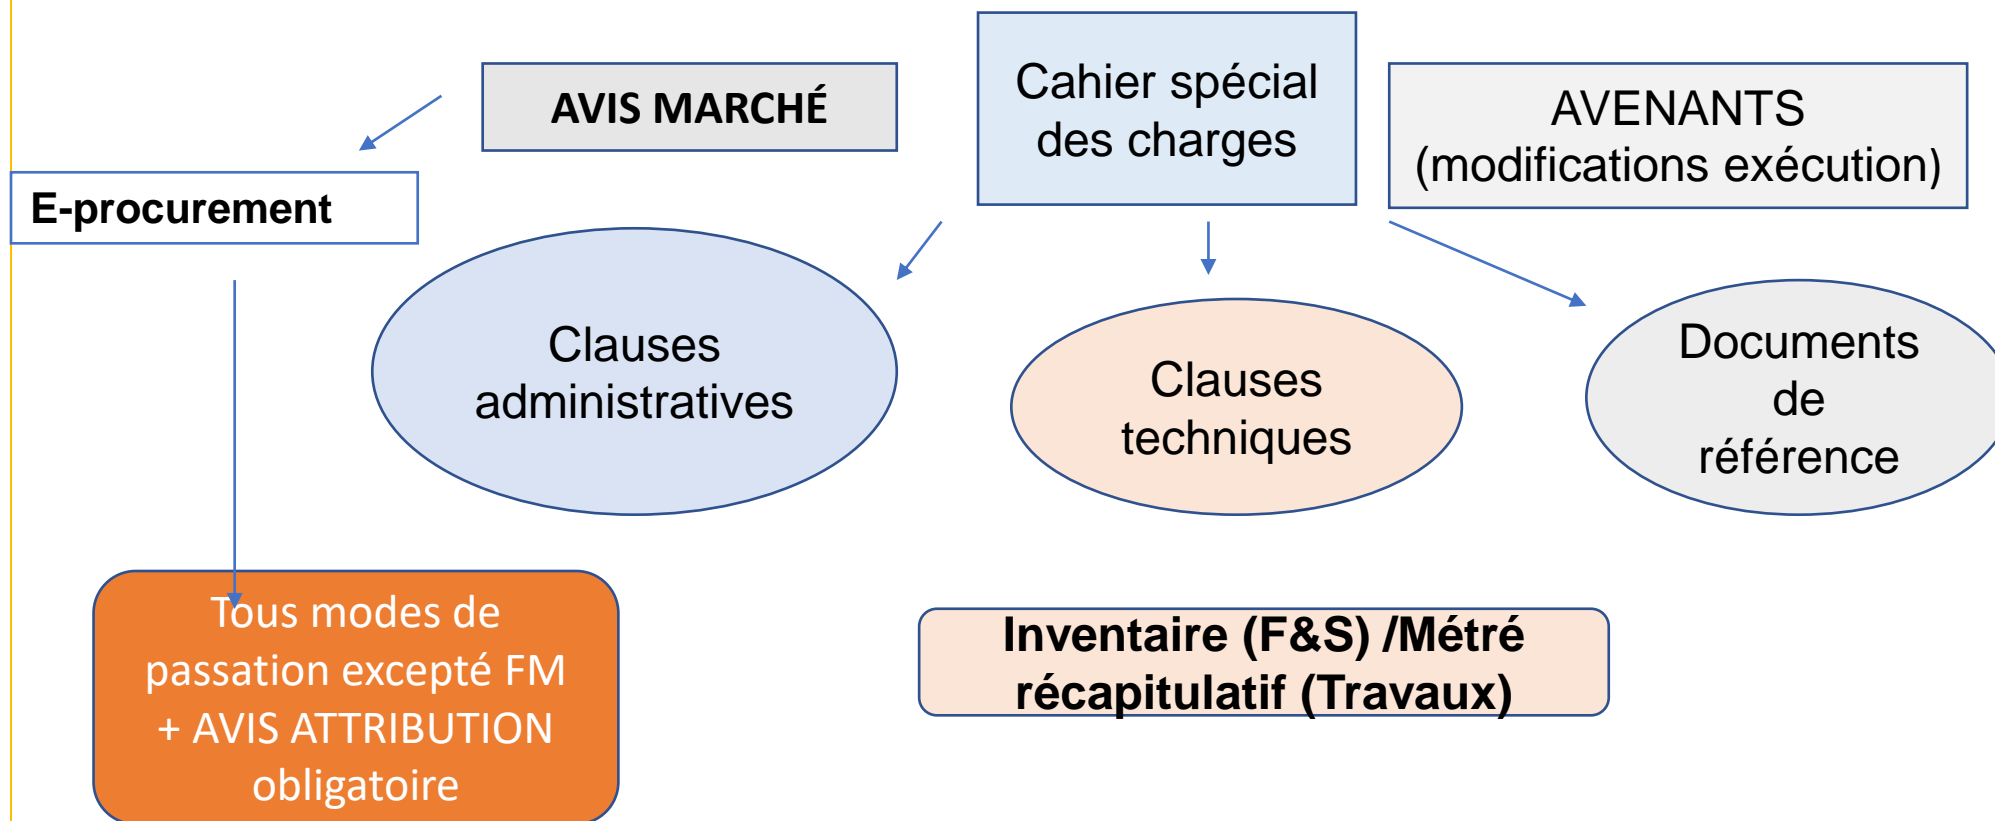 AVIS MARCHÉ
Cahier spécial
des charges
AVENANTS
(modifications exécution)
E-procurement
Clauses
administratives
Clauses
techniques
Documents
de
référence
Tous modes de
passation excepté FM
+ AVIS ATTRIBUTION
obligatoire
Inventaire (F&S) /Métré
récapitulatif (Travaux)